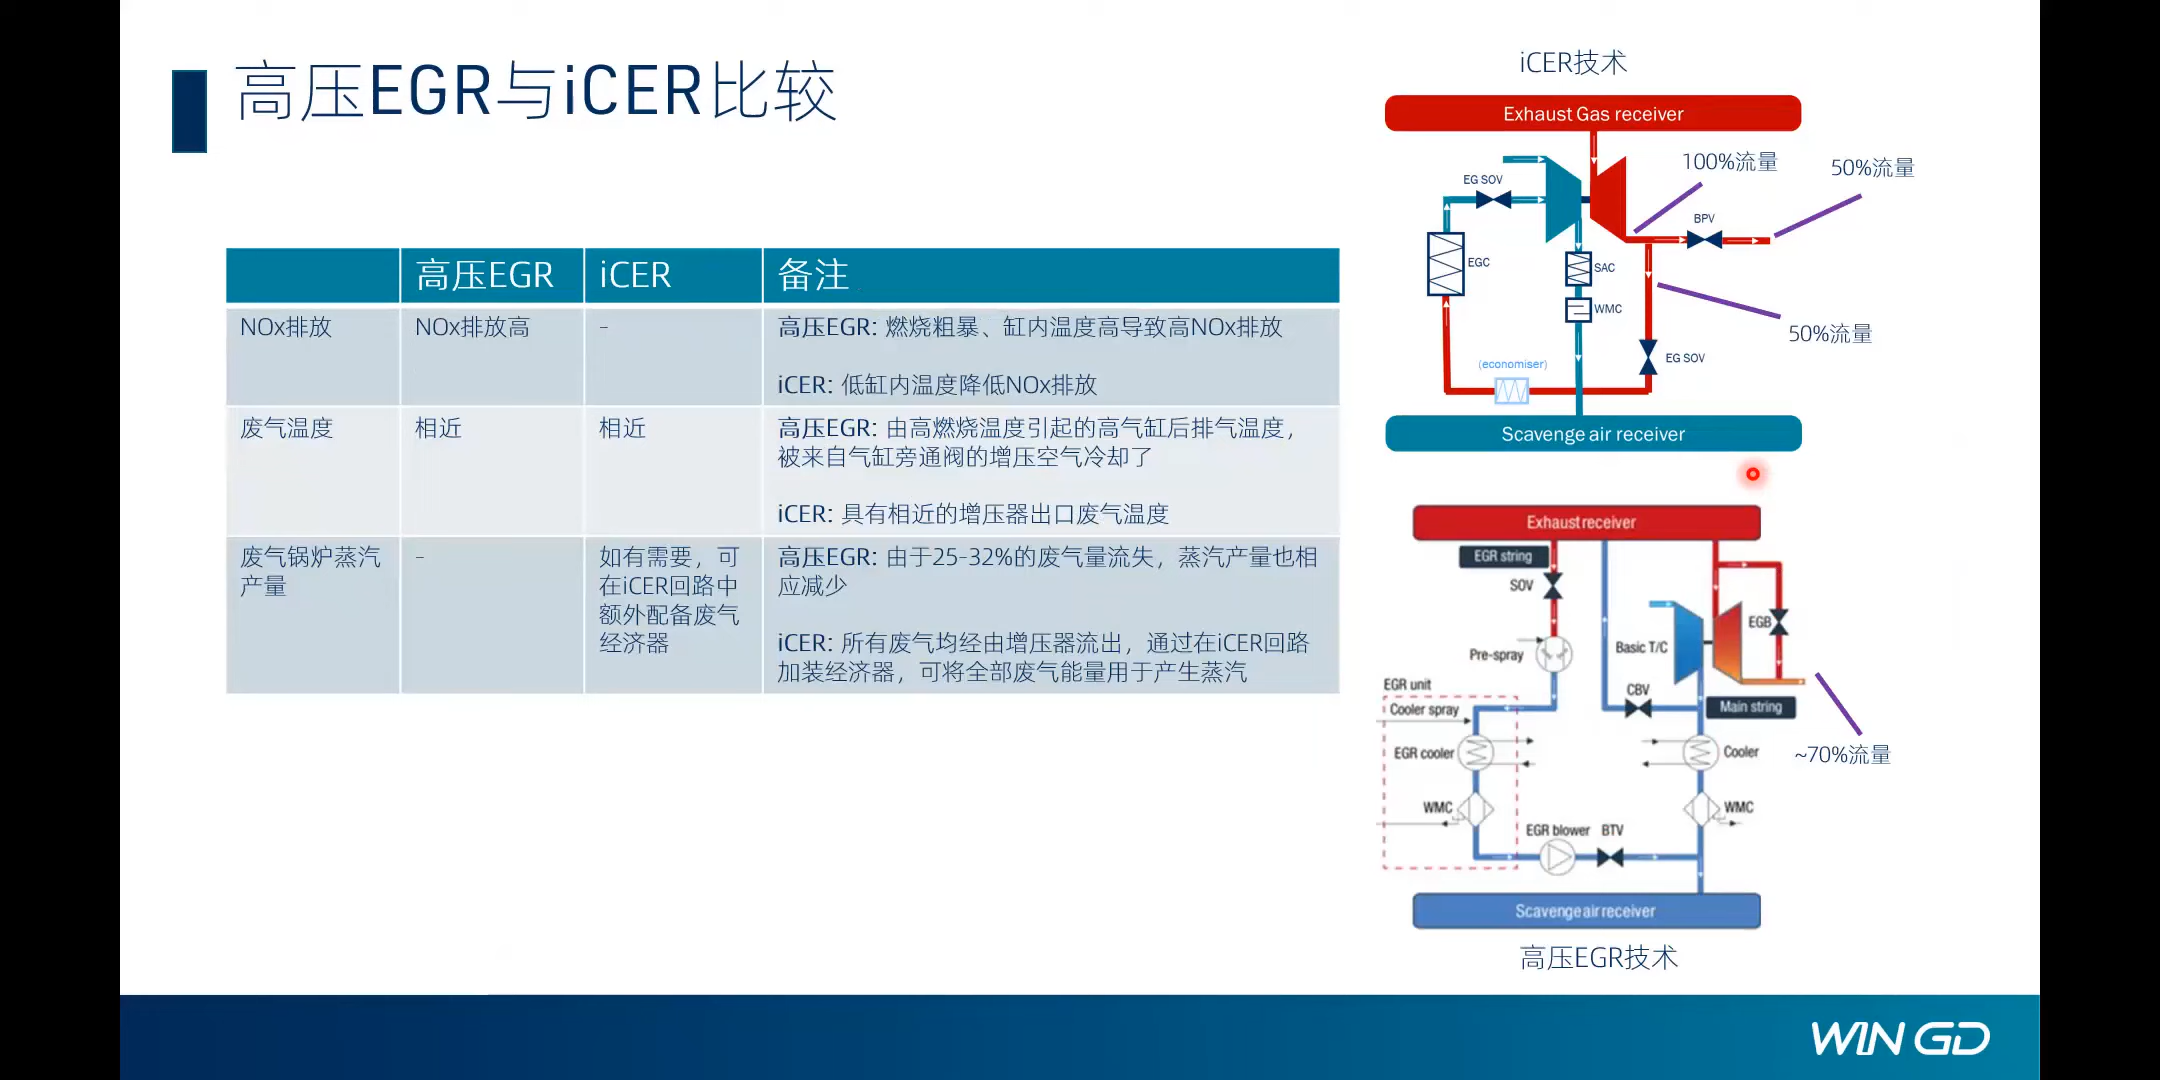 高压EGR与iCER比较
高压EGR
iCER
备注
NOx排放
NOx排放高
-
高压EGR: 燃烧粗暴、缸内温度高导致高NOx排放
iCER: 低缸内温度降低NOx排放
废气温度
相近
相近
高压EGR: 由高燃烧温度引起的高气缸后排气温度，
被来自气缸旁通阀的增压空气冷却了
iCER: 具有相近的增压器出口废气温度
废气锅炉蒸汽
产量
-
如有需要，可
在iCER回路中
额外配备废气
经济器
高压EGR: 由于25-32%的废气量流失，蒸汽产量也相
应减少
iCER: 所有废气均经由增压器流出，通过在iCER回路
加装经济器，可将全部废气能量用于产生蒸汽
iCER技术
Exhaust Gas receiver
100%流量
50%流量
EG SOV
BPV
EGC
SAC
WMC
50%流量
EG SOV
(economiser)
Scavenge air receiver
Exhaust receiver
EGR string
SOV
EGB
Basic T/C
Pre-spray
EGR unit
CBV
Main string
Cooler spray
EGR cooler
Cooler
~70%流量
WMC
WMC
EGR blower
BTV
Scavenge air receiver
高压EGR技术
WIN GD